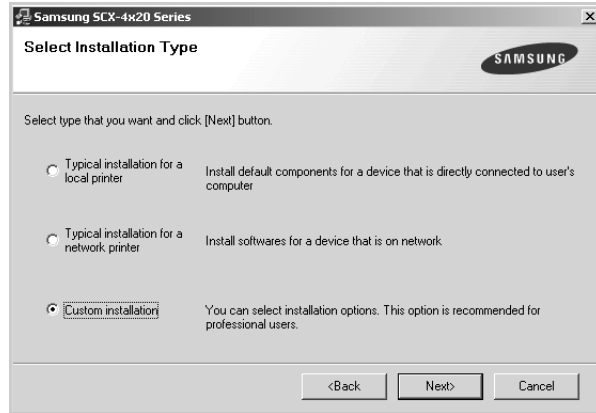 Samsung SCX-4x20 Series
Select Installation Type
SAMSUNG
Select type that you want and click [Next] button.
Typical installation for a
local printer
Install default components for a device that is directly connected to user's
computer
Typical installation for a
network printer
Install softwares for a device that is on network
Custom installation
You can select installation options. This option is recommended for
professional users.
<Back
Next>
Cancel